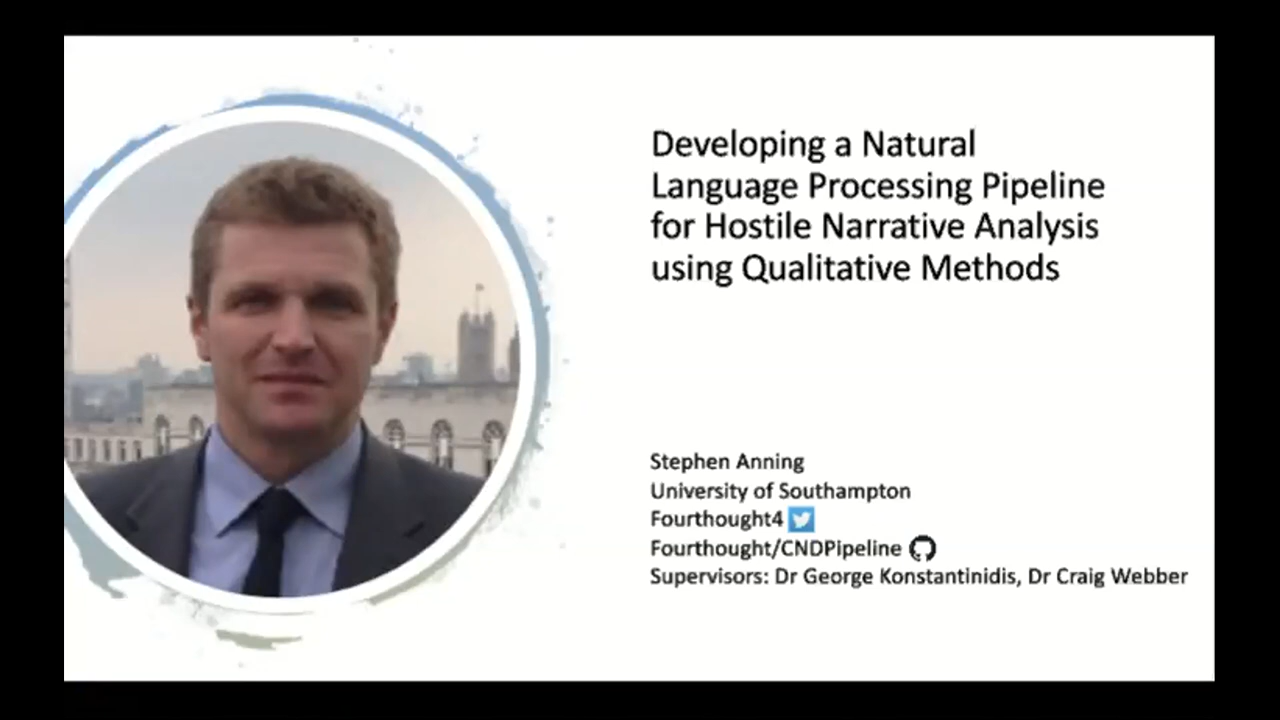 Developing a Natural
Language Processing Pipeline
for Hostile Narrative Analysis
using Qualitative Methods
Stephen Anning
University of Southampton
Fourthought4
Fourthought/CNDPipeline
Supervisors: Dr George Konstantinidis, Dr Craig Webber